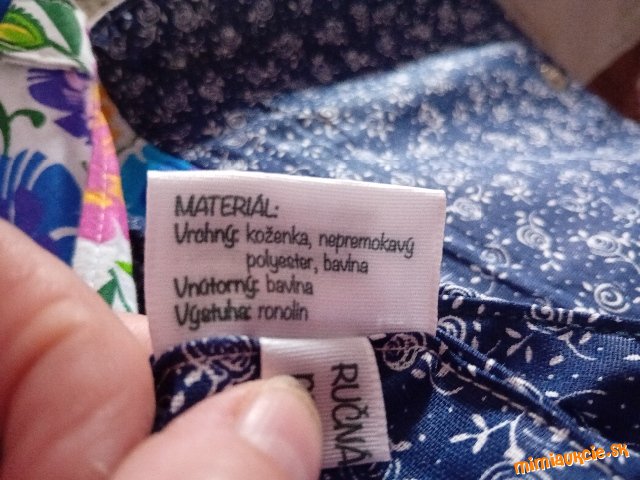 MATERIÁL:
Vrchný: koženka, nepremokavý
polyester, bavlna
Vnútorný: bavlna
Výstuha: ronolin
RUČNÁ
mimiaukcie.sk